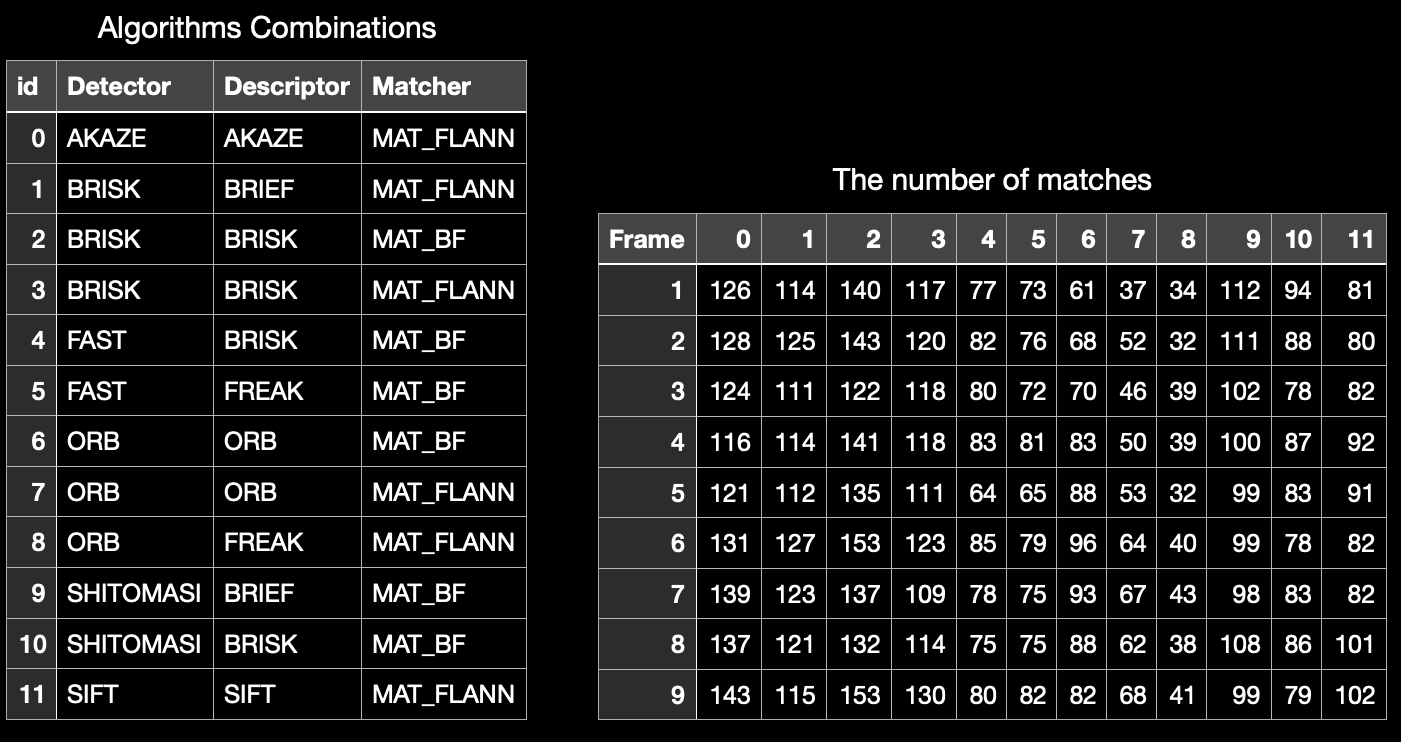 Algorithms Combinations
id Detector Descriptor Matcher
0 AKAZE AKAZE MAT_FLANN
1 BRISK BRIEF MAT_FLANN
2 BRISK BRISK MAT_BF
3 BRISK BRISK MAT_FLANN
4 FAST BRISK MAT_BF
5 FAST FREAK MAT_BF
6 ORB ORB MAT_BF
7 ORB ORB MAT_FLANN
8 ORB FREAK MAT_FLANN
9 SHITOMASI BRIEF MAT_BF
10 SHITOMASI BRISK MAT_BF
11 SIFT SIFT MAT_FLANN
The number of matches
Frame 0 1 2 3 4 5 6 7 8 9 10 11
1 126 114 140 117 77 73 61 37 34 112 94 81
2 128 125 143 120 82 76 68 52 32 111 88 80
3 124 111 122 118 80 72 70 46 39 102 78 82
4 116 114 141 118 83 81 83 50 39 100 87 92
5 121 112 135 111 64 65 88 53 32 99 83 91
6 131 127 153 123 85 79 96 64 40 99 78 82
7 139 123 137 109 78 75 93 67 43 98 83 82
8 137 121 132 114 75 75 88 62 38 108 86 101
9 143 115 153 130 80 82 82 68 41 99 79 102